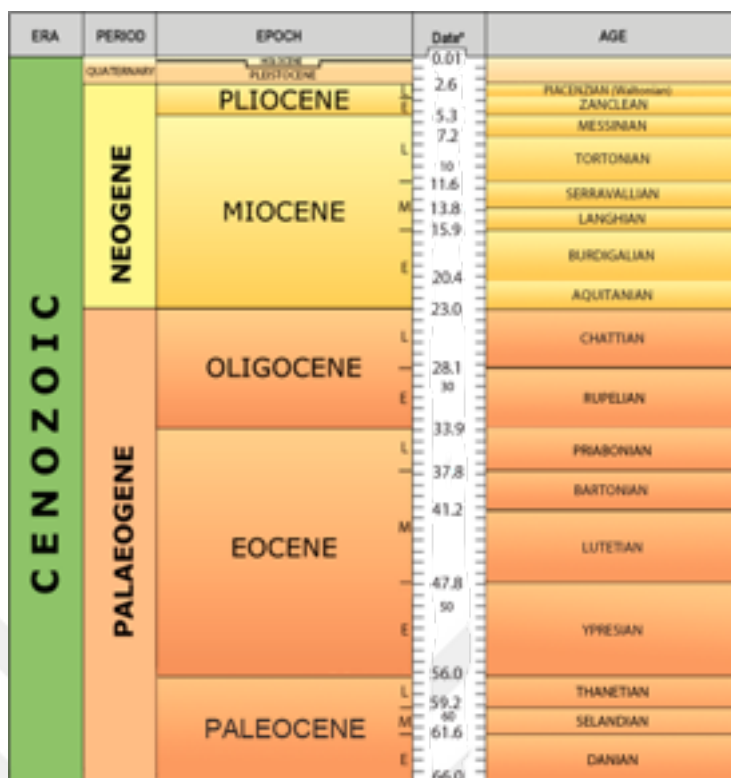 ERA PERIOD EPOCH Date* AGE
CENOZOIC
QUATERNARY
NEOGENE
PALAEOGENE
HOLOCENE
PLEISTOCENE
PLIOCENE
L
E
MIOCENE
L
M
E
OLIGOCENE
L
E
EOCENE
L
M
E
PALEOCENE
L
M
E
0.01
2.6
5.3
7.2
10
11.6
13.8
15.9
20.4
23.0
28.1
30
33.9
37.8
41.2
47.8
50
56.0
59.2
60
61.6
66.0
PIACENZIAN (Waltonian)
ZANCLEAN
MESSINIAN
TORTONIAN
SERRAVALLIAN
LANGHIAN
BURDIGALIAN
AQUITANIAN
CHATTIAN
RUPELIAN
PRIABONIAN
BARTONIAN
LUTETIAN
YPRESIAN
THANETIAN
SELANDIAN
DANIAN